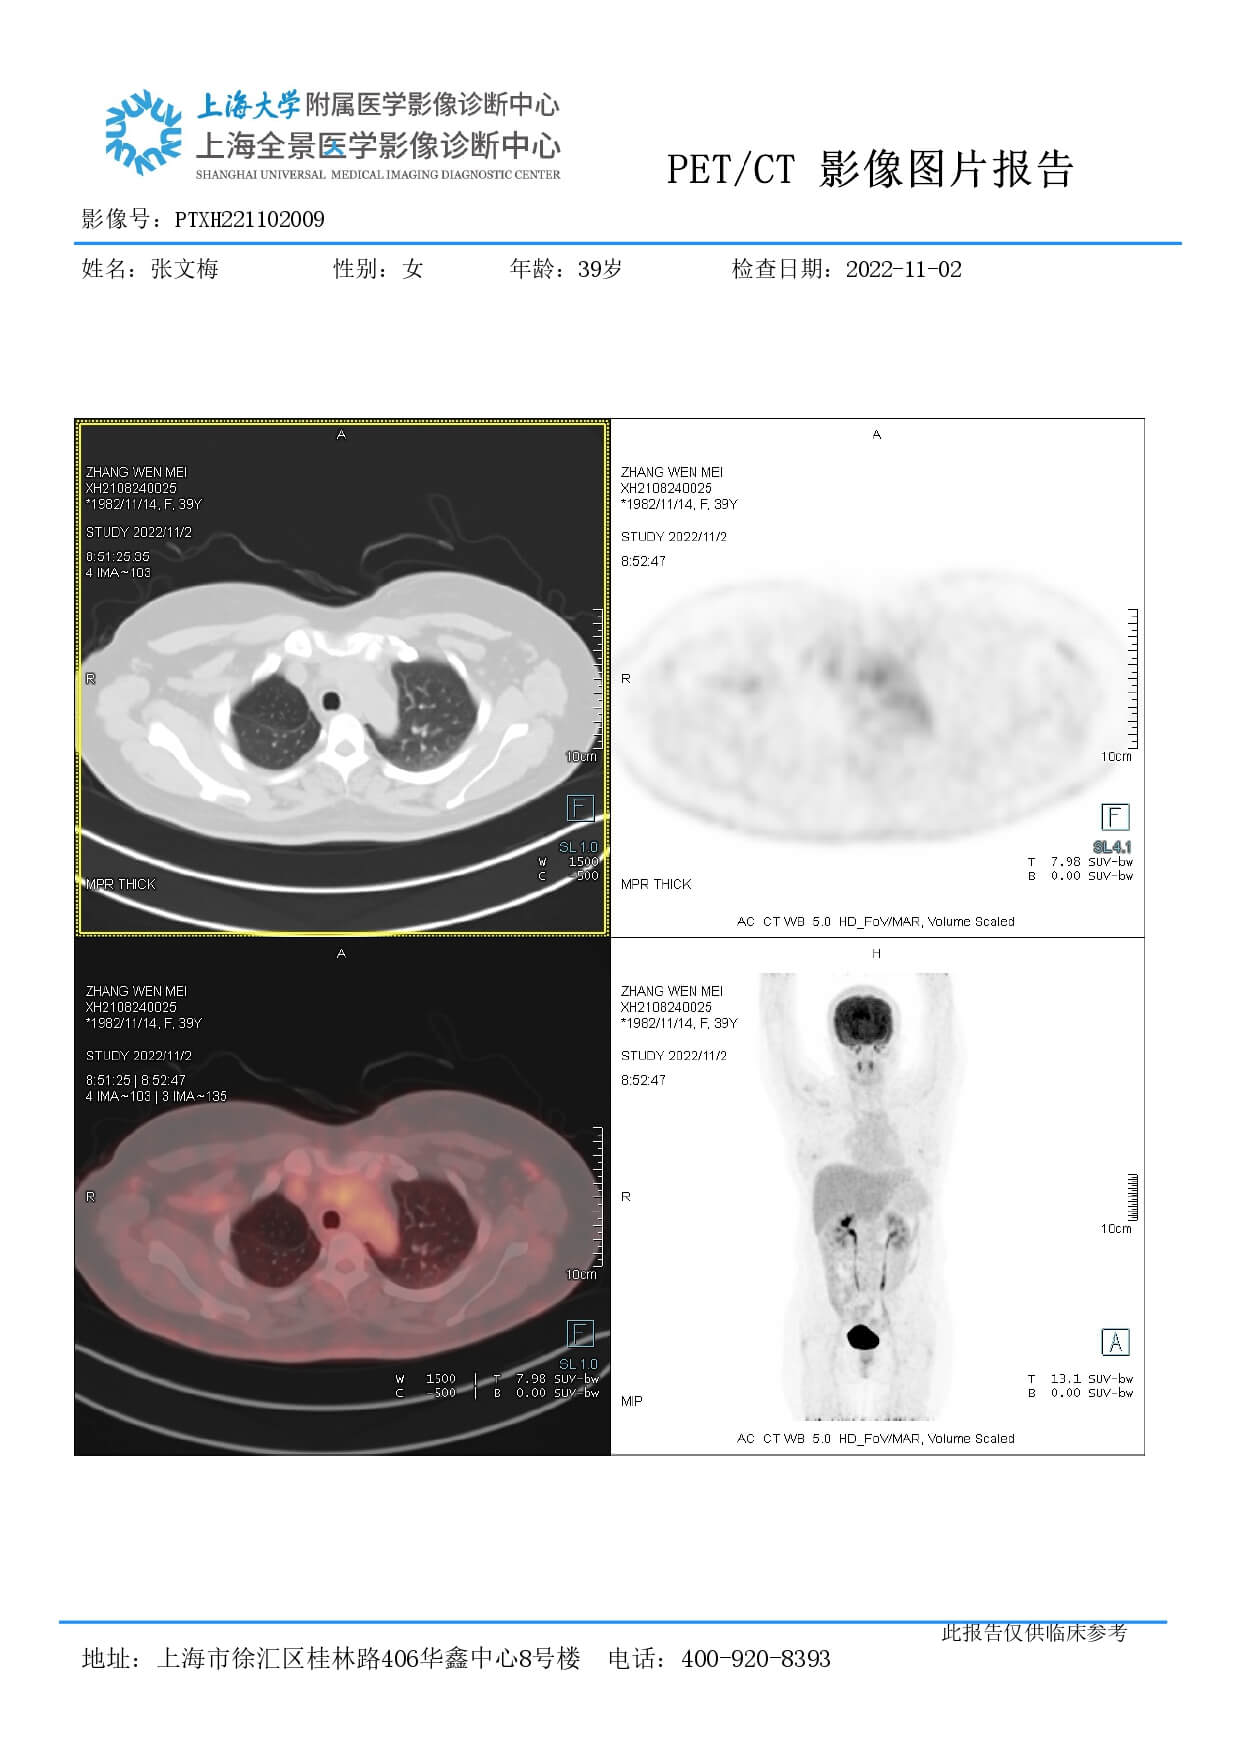 上海大学附属医学影像诊断中心
上海全景医学影像诊断中心
SHANGHAI UNIVERSAL MEDICAL IMAGING DIAGNOSTIC CENTER
PET/CT 影像图片报告
影像号：PTXH221102009
姓名：张文梅 性别：女 年龄：39岁 检查日期：2022-11-02
A
ZHANG WEN MEI
XH2108240025
*1982/11/14, F, 39Y
STUDY 2022/11/2
8:51:25.35
4 IMA~103
R
10cm
F
SL 1.0
W 1500
C -500
MPR THICK
A
ZHANG WEN MEI
XH2108240025
*1982/11/14, F, 39Y
STUDY 2022/11/2
8:52:47
R
10cm
F
SL4.1
T 7.98 SUV-bw
B 0.00 SUV-bw
MPR THICK
AC CT WB 5.0 HD_FoV/MAR, Volume Scaled
A
ZHANG WEN MEI
XH2108240025
*1982/11/14, F, 39Y
STUDY 2022/11/2
8:51:25 | 8:52:47
4 IMA~103 | 3 IMA~135
R
10cm
F
SL 1.0
W 1500 | T 7.98 SUV-bw
C -500 | B 0.00 SUV-bw
H
ZHANG WEN MEI
XH2108240025
*1982/11/14, F, 39Y
STUDY 2022/11/2
8:52:47
R
10cm
A
T 13.1 SUV-bw
B 0.00 SUV-bw
MIP
AC CT WB 5.0 HD_FoV/MAR, Volume Scaled
此报告仅供临床参考
地址：上海市徐汇区桂林路406华鑫中心8号楼 电话：400-920-8393